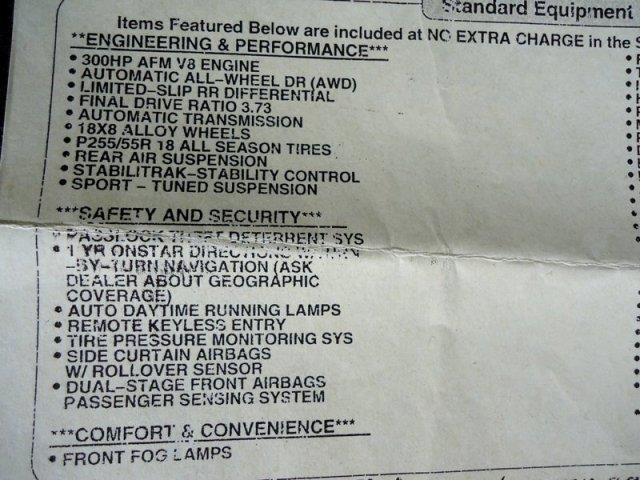 Standard Equipment
Items Featured Below are included at NO EXTRA CHARGE in the S
**ENGINEERING & PERFORMANCE***
• 300HP AFM V8 ENGINE
• AUTOMATIC ALL-WHEEL DR (AWD)
• LIMITED-SLIP RR DIFFERENTIAL
• FINAL DRIVE RATIO 3.73
• AUTOMATIC TRANSMISSION
• 18X8 ALLOY WHEELS
• P255/55R 18 ALL SEASON TIRES
• REAR AIR SUSPENSION
• STABILITRAK-STABILITY CONTROL
• SPORT - TUNED SUSPENSION
***SAFETY AND SECURITY***
• PASSLOCK THEFT DETERRENT SYS
• 1 YR ONSTAR DIRECTIONS W/TURN
-BY-TURN NAVIGATION (ASK
DEALER ABOUT GEOGRAPHIC
COVERAGE)
• AUTO DAYTIME RUNNING LAMPS
• REMOTE KEYLESS ENTRY
• TIRE PRESSURE MONITORING SYS
• SIDE CURTAIN AIRBAGS
W/ ROLLOVER SENSOR
• DUAL-STAGE FRONT AIRBAGS
PASSENGER SENSING SYSTEM
***COMFORT & CONVENIENCE***
• FRONT FOG LAMPS